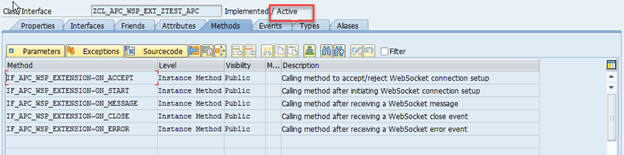 Class Interface ZCL_APC_WSP_EXT_ZTEST_APC Implemented / Active
Properties Interfaces Friends Attributes Methods Events Types Aliases
Parameters Exceptions Sourcecode Filter
Method Level Visibility M... Description
IF_APC_WSP_EXTENSION~ON_ACCEPT Instance Method Public Calling method to accept/reject WebSocket connection setup
IF_APC_WSP_EXTENSION~ON_START Instance Method Public Calling method after initiating WebSocket connection setup
IF_APC_WSP_EXTENSION~ON_MESSAGE Instance Method Public Calling method after receiving a WebSocket message
IF_APC_WSP_EXTENSION~ON_CLOSE Instance Method Public Calling method after receiving a WebSocket close event
IF_APC_WSP_EXTENSION~ON_ERROR Instance Method Public Calling method after receiving a WebSocket error event